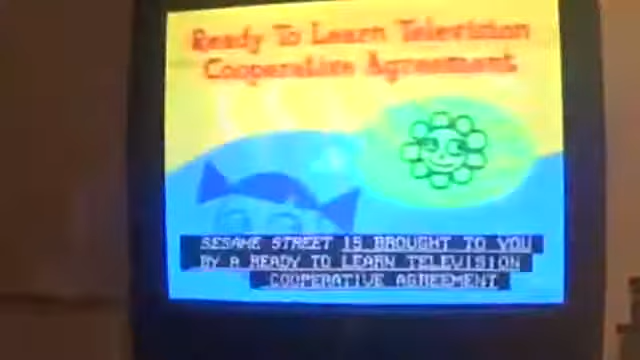 Ready To Learn Television
Cooperative Agreement
SESAME STREET IS BROUGHT TO YOU
BY A READY TO LEARN TELEVISION
COOPERATIVE AGREEMENT